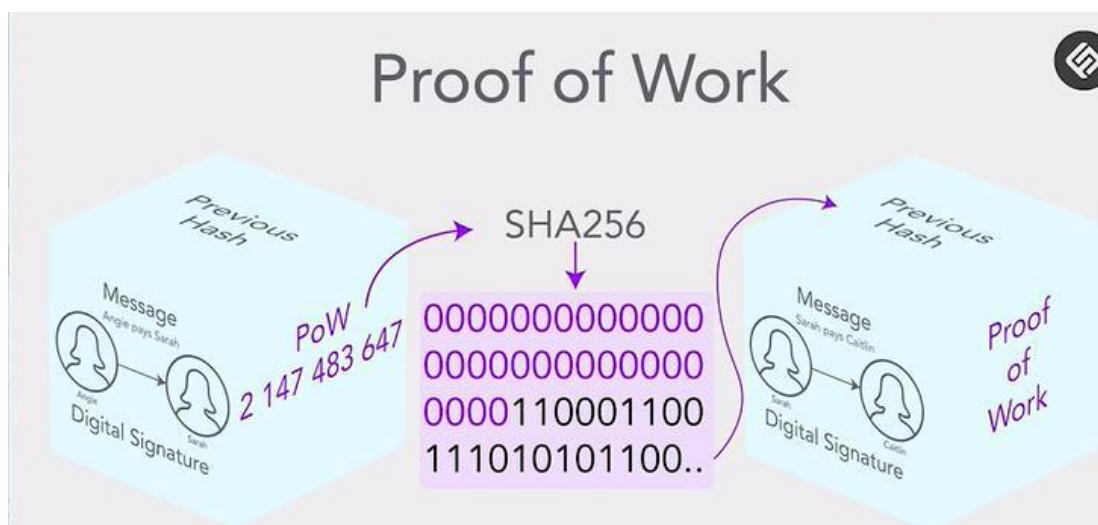 Proof of Work
Previous
Hash
Message
Angie pays Sarah
Angie
Sarah
Digital Signature
PoW
2 147 483 647
SHA256
0000000000000
0000000000000
0000110001100
111010101100..
Previous
Hash
Message
Sarah pays Caitlin
Sarah
Caitlin
Digital Signature
Proof
of
Work